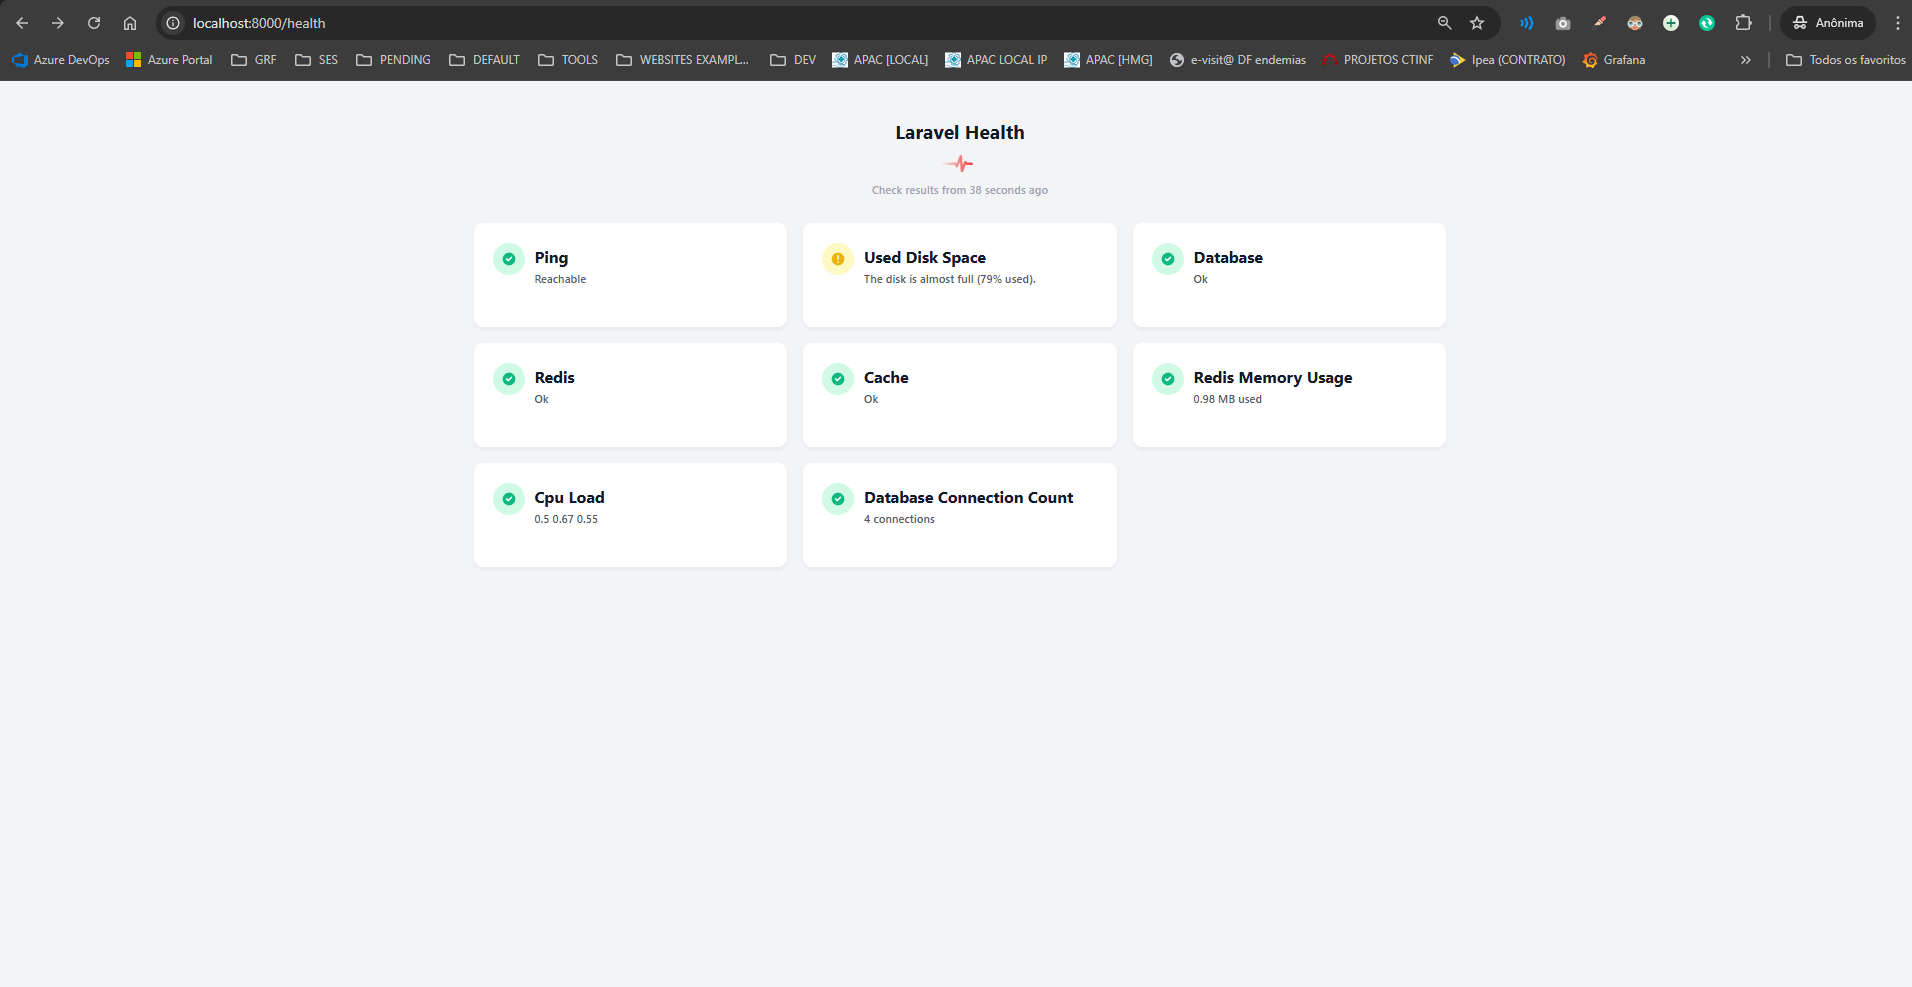 localhost:8000/health
Anônima
Azure DevOps
Azure Portal
GRF
SES
PENDING
DEFAULT
TOOLS
WEBSITES EXAMPL...
DEV
APAC [LOCAL]
APAC LOCAL IP
APAC [HMG]
e-visit@ DF endemias
PROJETOS CTINF
Ipea (CONTRATO)
Grafana
Todos os favoritos
Laravel Health
Check results from 38 seconds ago
Ping
Reachable
Used Disk Space
The disk is almost full (79% used).
Database
Ok
Redis
Ok
Cache
Ok
Redis Memory Usage
0.98 MB used
Cpu Load
0.5 0.67 0.55
Database Connection Count
4 connections